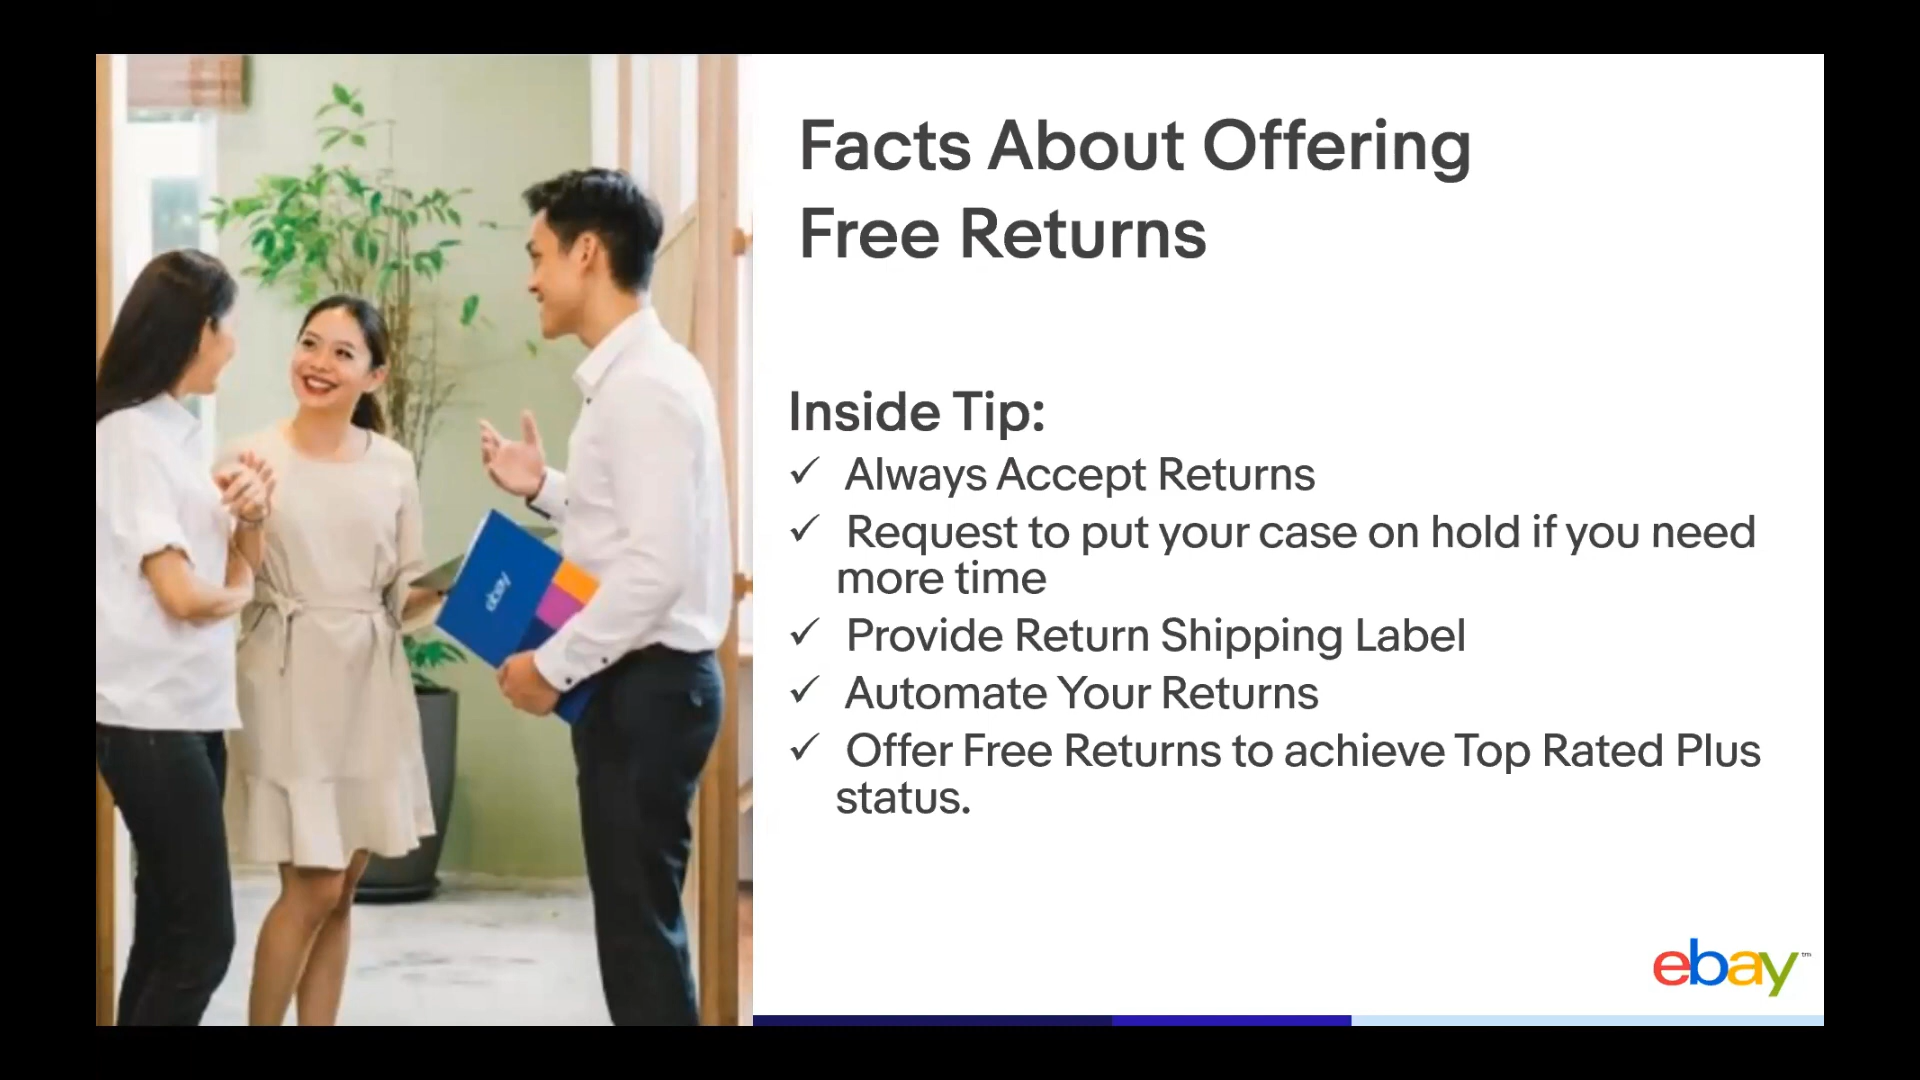 Facts About Offering
Free Returns
Inside Tip:
✓ Always Accept Returns
✓ Request to put your case on hold if you need
more time
✓ Provide Return Shipping Label
✓ Automate Your Returns
✓ Offer Free Returns to achieve Top Rated Plus
status.
ebay
ebay™